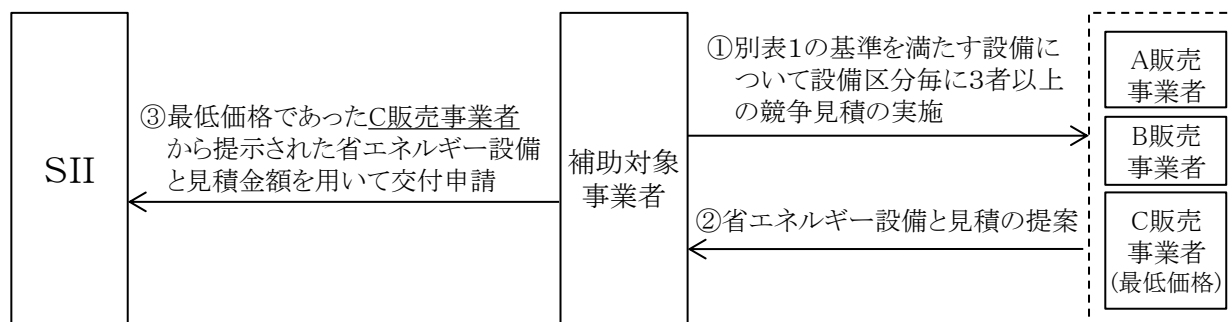 SII
③最低価格であったC販売事業者
から提示された省エネルギー設備
と見積金額を用いて交付申請
補助対象
事業者
①別表1の基準を満たす設備につ
いて設備区分毎に3者以上
の競争見積の実施
②省エネルギー設備と見積の提案
A販売
事業者
B販売
事業者
C販売
事業者
(最低価格)